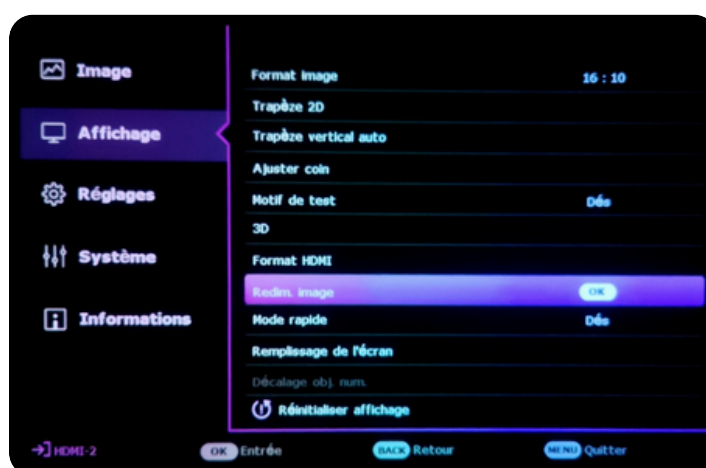 Image
Affichage
Réglages
Système
Informations
Format image 16 : 10
Trapèze 2D
Trapèze vertical auto
Ajuster coin
Motif de test Dés
3D
Format HDMI
Redim. image OK
Mode rapide Dés
Remplissage de l'écran
Décalage obj. num.
Réinitialiser affichage
HDMI-2 OK Entrée BACK Retour MENU Quitter